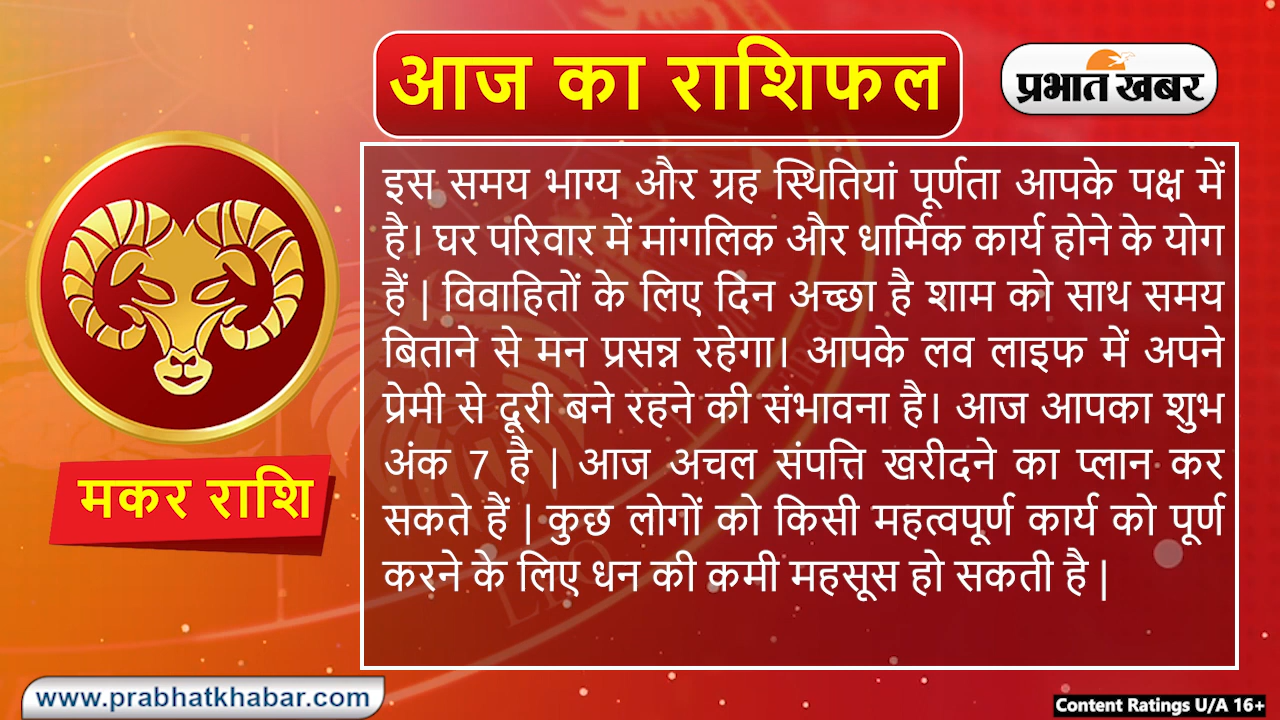 आज का राशिफल
प्रभात खबर
इस समय भाग्य और ग्रह स्थितियां पूर्णता आपके पक्ष में
है। घर परिवार में मांगलिक और धार्मिक कार्य होने के योग
हैं | विवाहितों के लिए दिन अच्छा है शाम को साथ समय
बिताने से मन प्रसन्न रहेगा। आपके लव लाइफ में अपने
प्रेमी से दूरी बने रहने की संभावना है। आज आपका शुभ
अंक 7 है | आज अचल संपत्ति खरीदने का प्लान कर
सकते हैं | कुछ लोगों को किसी महत्वपूर्ण कार्य को पूर्ण
करने के लिए धन की कमी महसूस हो सकती है |
मकर राशि
LEO
www.prabhatkhabar.com
Content Ratings U/A 16+